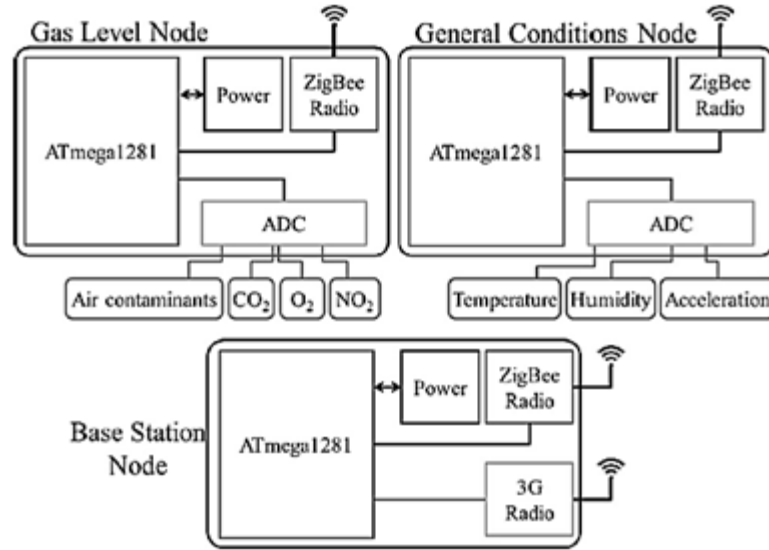 Gas Level Node
ATmega1281
Power
ZigBee
Radio
ADC
Air contaminants
CO₂
O₂
NO₂
General Conditions Node
ATmega1281
Power
ZigBee
Radio
ADC
Temperature
Humidity
Acceleration
Base Station
Node
ATmega1281
Power
ZigBee
Radio
3G
Radio